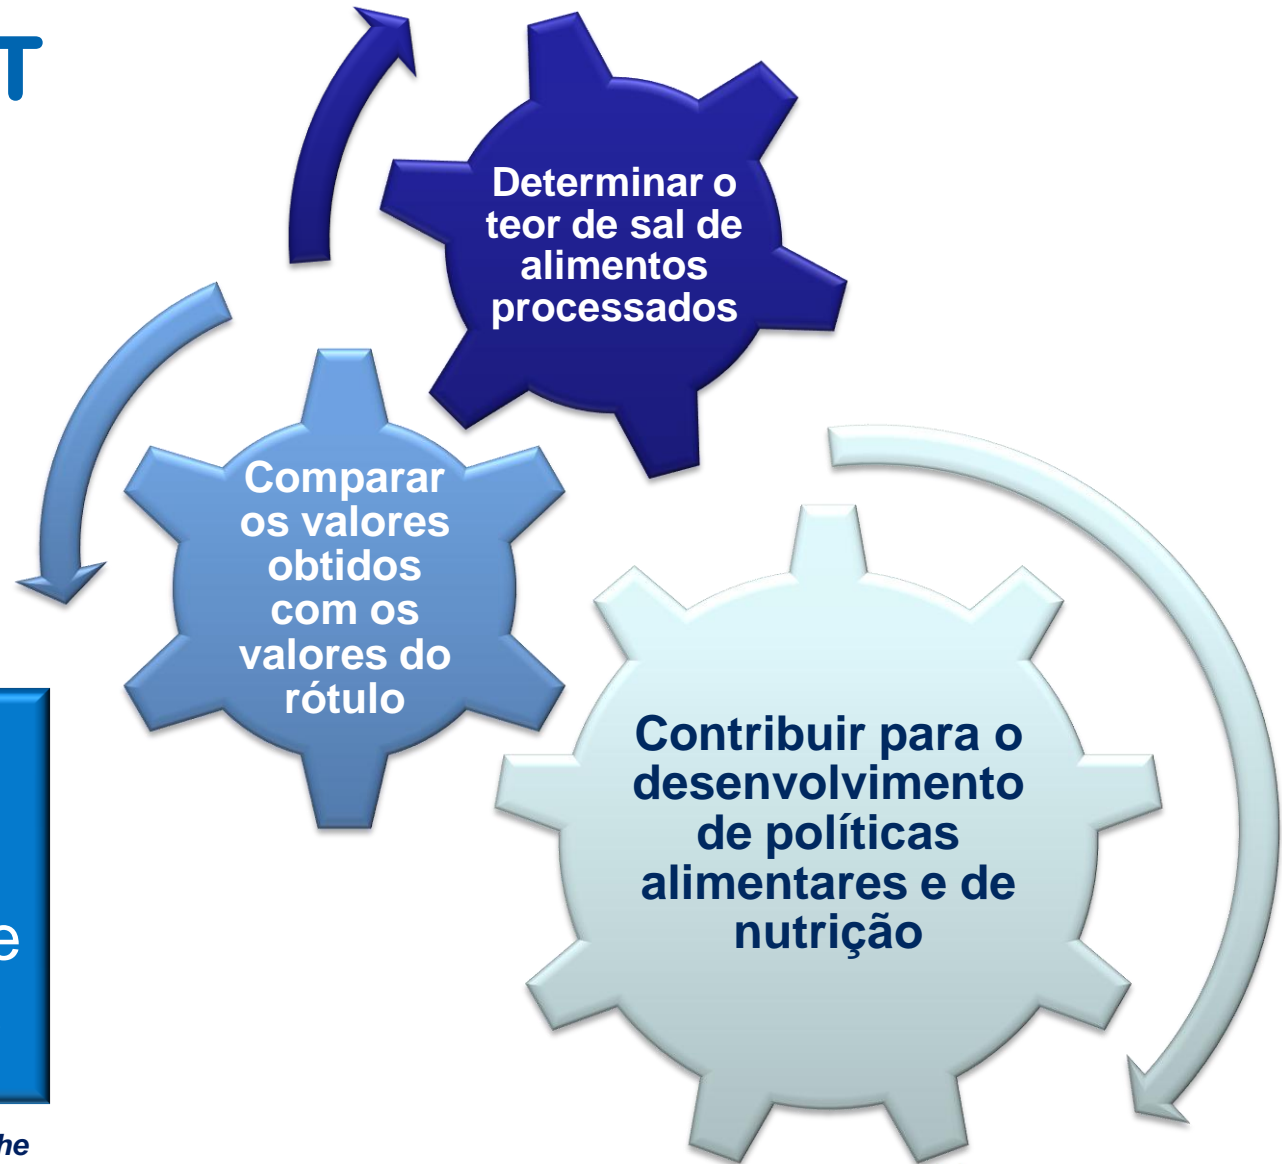 T
Determinar o
teor de sal de
alimentos
processados
Comparar
os valores
obtidos
com os
valores do
rótulo
Contribuir para o
desenvolvimento
de políticas
alimentares e de
nutrição
e
he